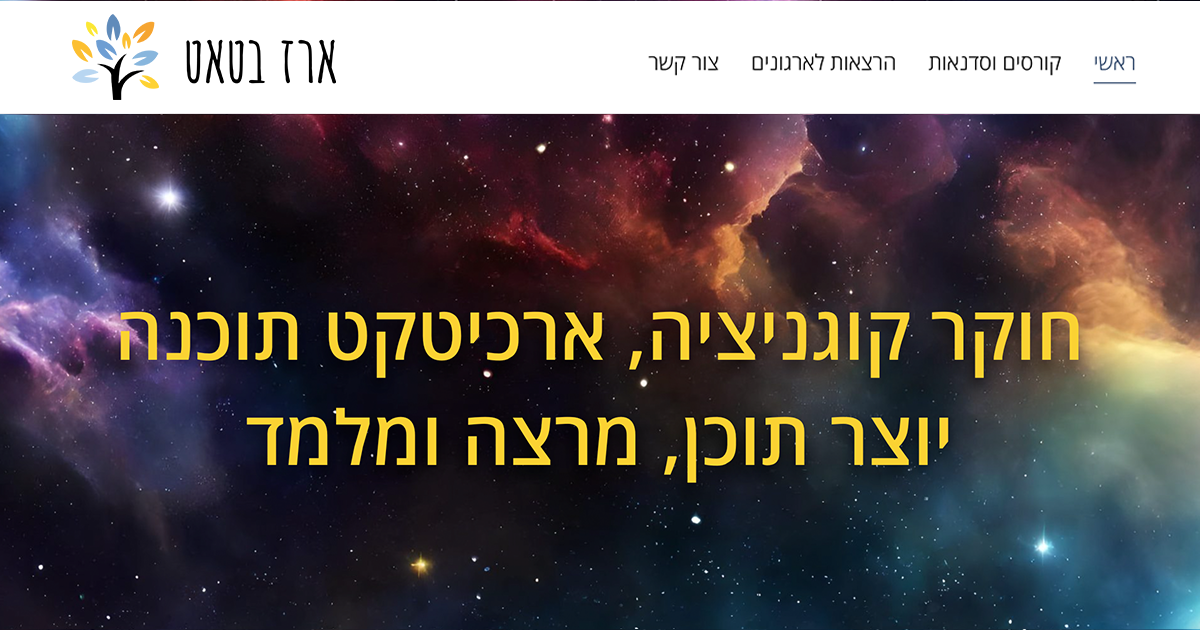 ארז בטאט
ראשי
קורסים וסדנאות
הרצאות לארגונים
צור קשר
חוקר קוגניציה, ארכיטקט תוכנה
יוצר תוכן, מרצה ומלמד